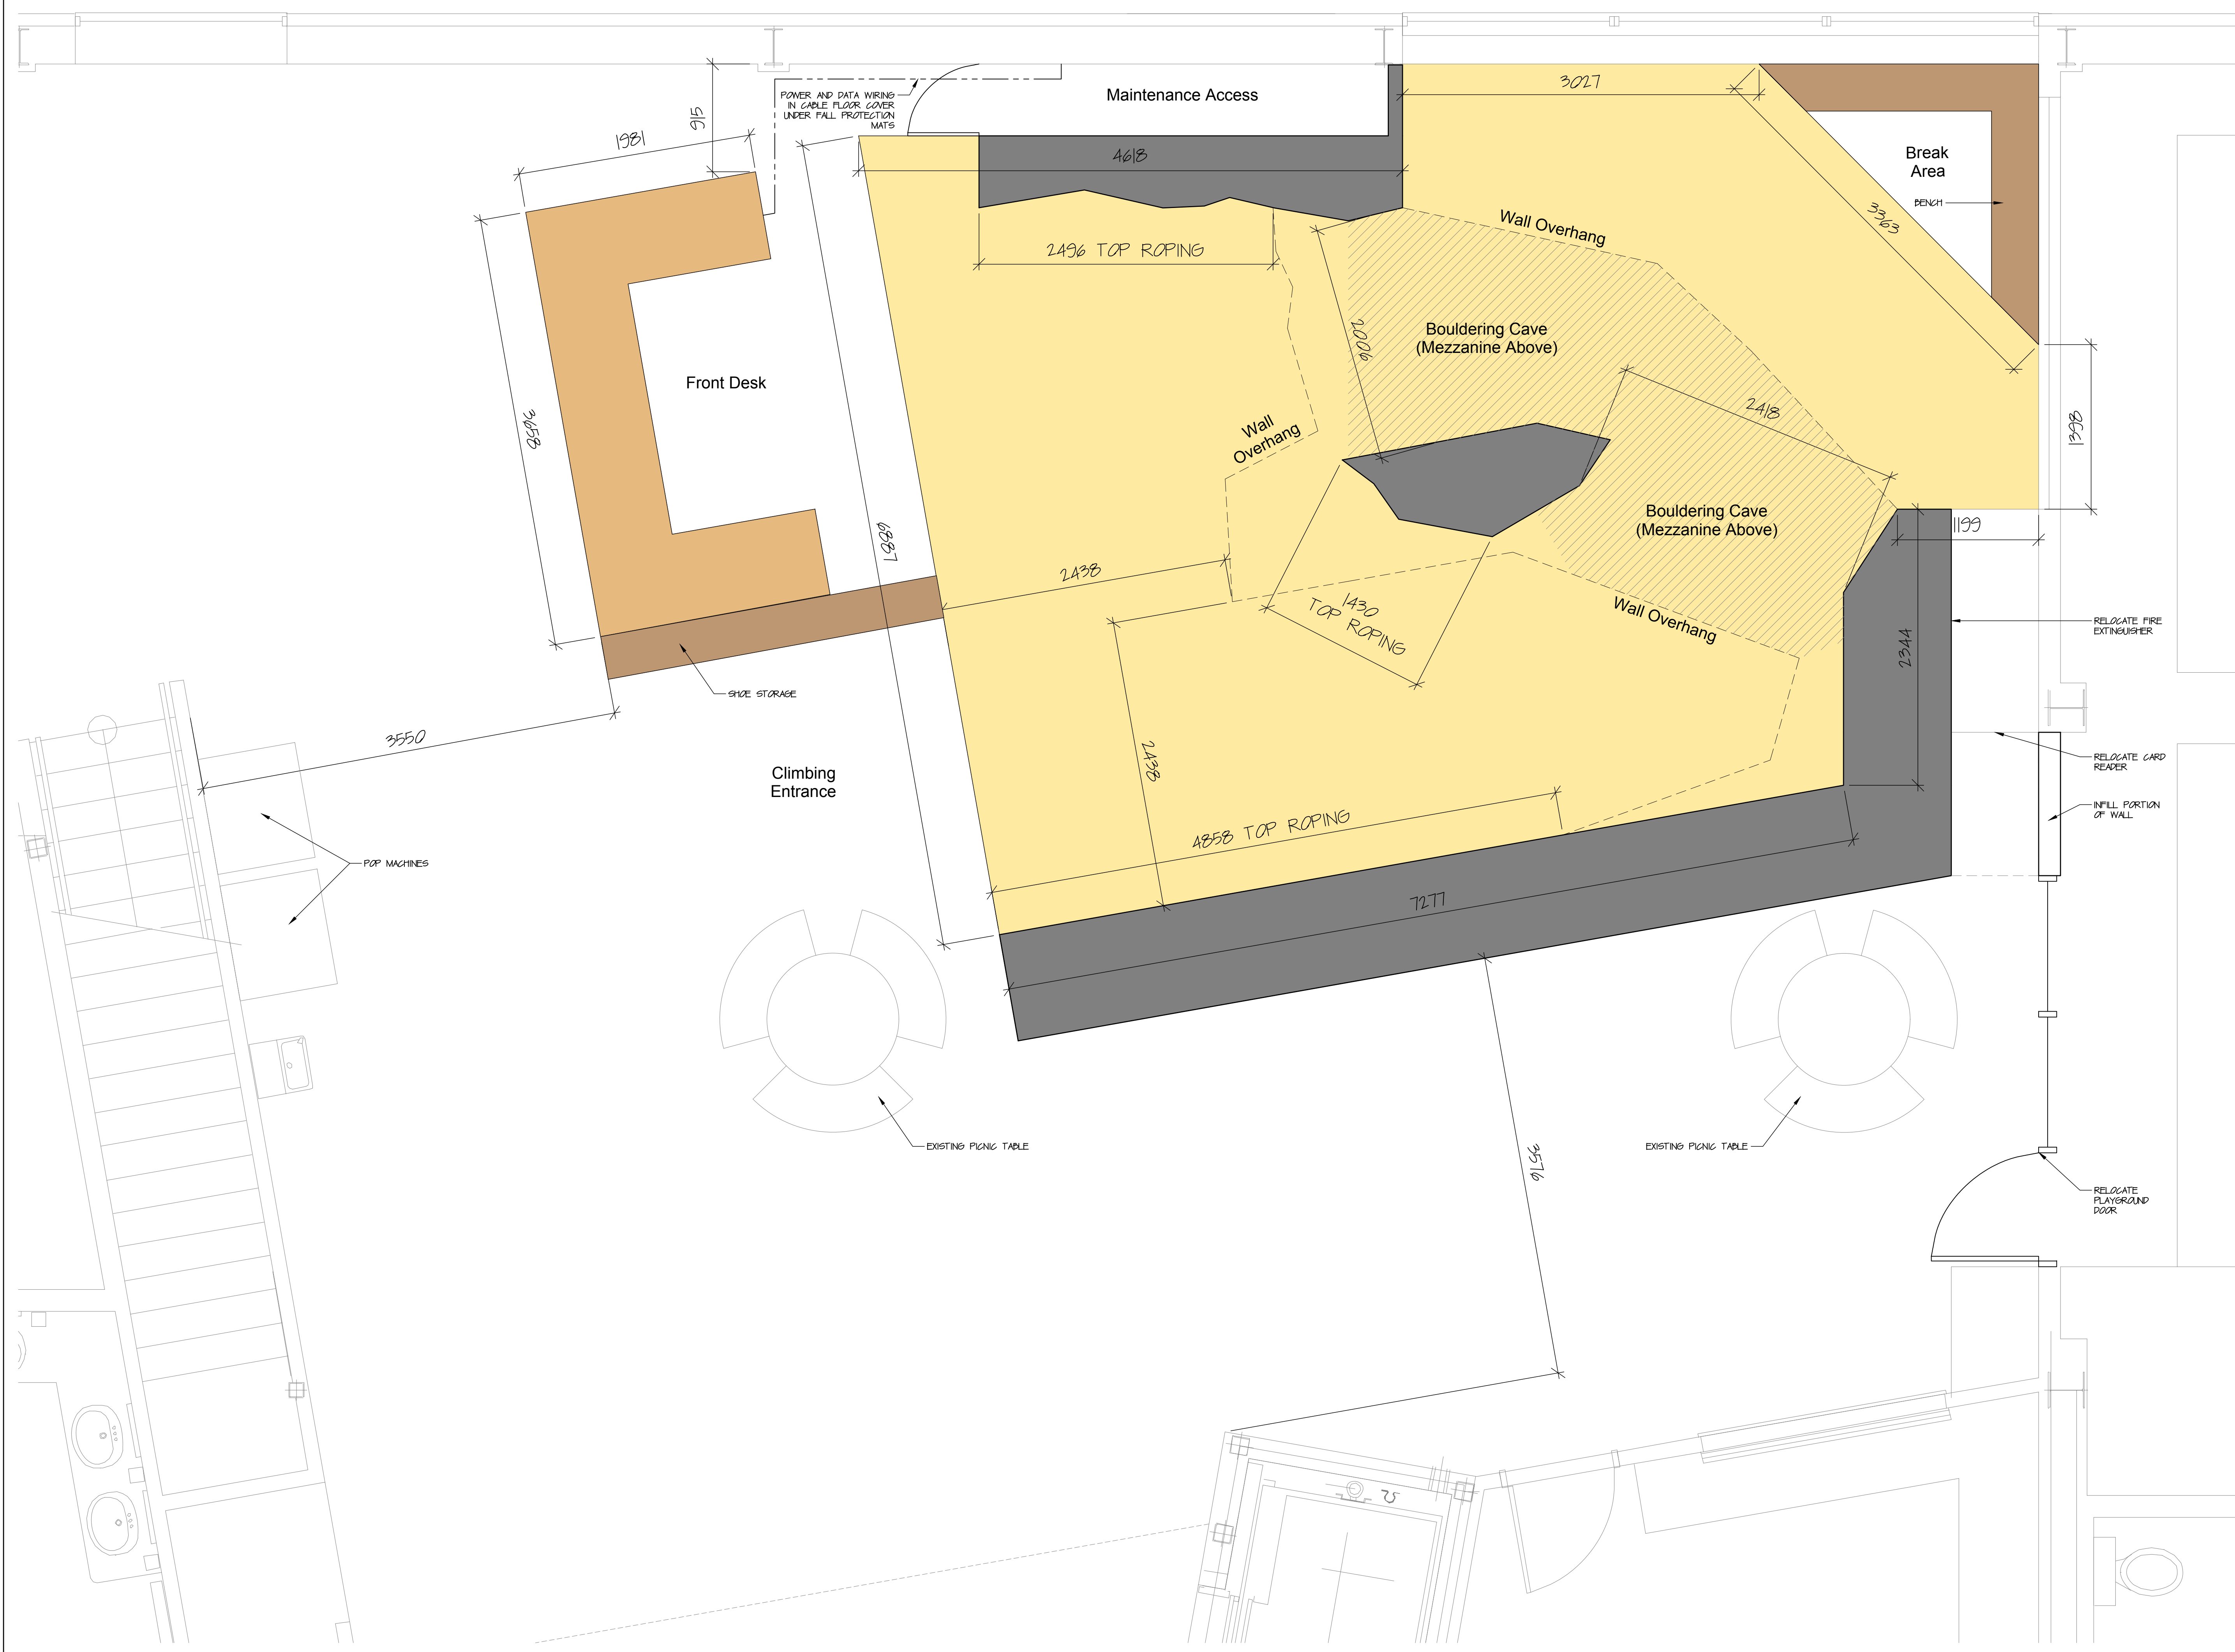 POWER AND DATA WIRING
IN CABLE FLOOR COVER
UNDER FALL PROTECTION
MATS
Maintenance Access
3027
915
1981
4618
Break
Area
BENCH
3363
Wall Overhang
2496 TOP ROPING
2006
Bouldering Cave
(Mezzanine Above)
Front Desk
3658
Wall
Overhang
2418
1398
Bouldering Cave
(Mezzanine Above)
1199
6887
2438
1430
TOP ROPING
Wall Overhang
2344
RELOCATE FIRE
EXTINGUISHER
SHOE STORAGE
3550
2438
Climbing
Entrance
RELOCATE CARD
READER
INFILL PORTION
OF WALL
4858 TOP ROPING
POP MACHINES
7277
EXISTING PICNIC TABLE
EXISTING PICNIC TABLE
3576
RELOCATE
PLAYGROUND
DOOR